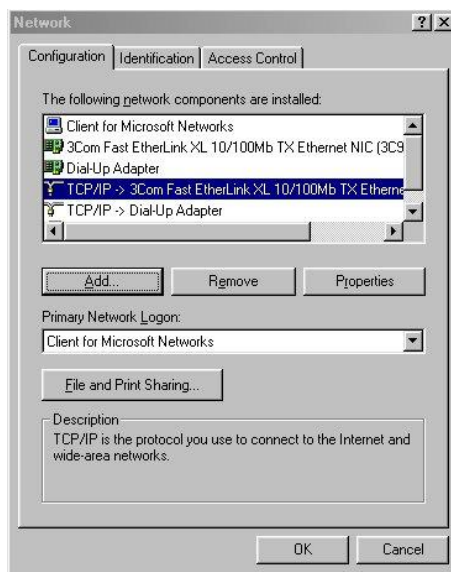 Network
Configuration Identification Access Control
The following network components are installed:
Client for Microsoft Networks
3Com Fast EtherLink XL 10/100Mb TX Ethernet NIC (3C9
Dial-Up Adapter
TCP/IP -> 3Com Fast EtherLink XL 10/100Mb TX Etherne
TCP/IP -> Dial-Up Adapter
Add... Remove Properties
Primary Network Logon:
Client for Microsoft Networks
File and Print Sharing...
Description
TCP/IP is the protocol you use to connect to the Internet and
wide-area networks.
OK Cancel